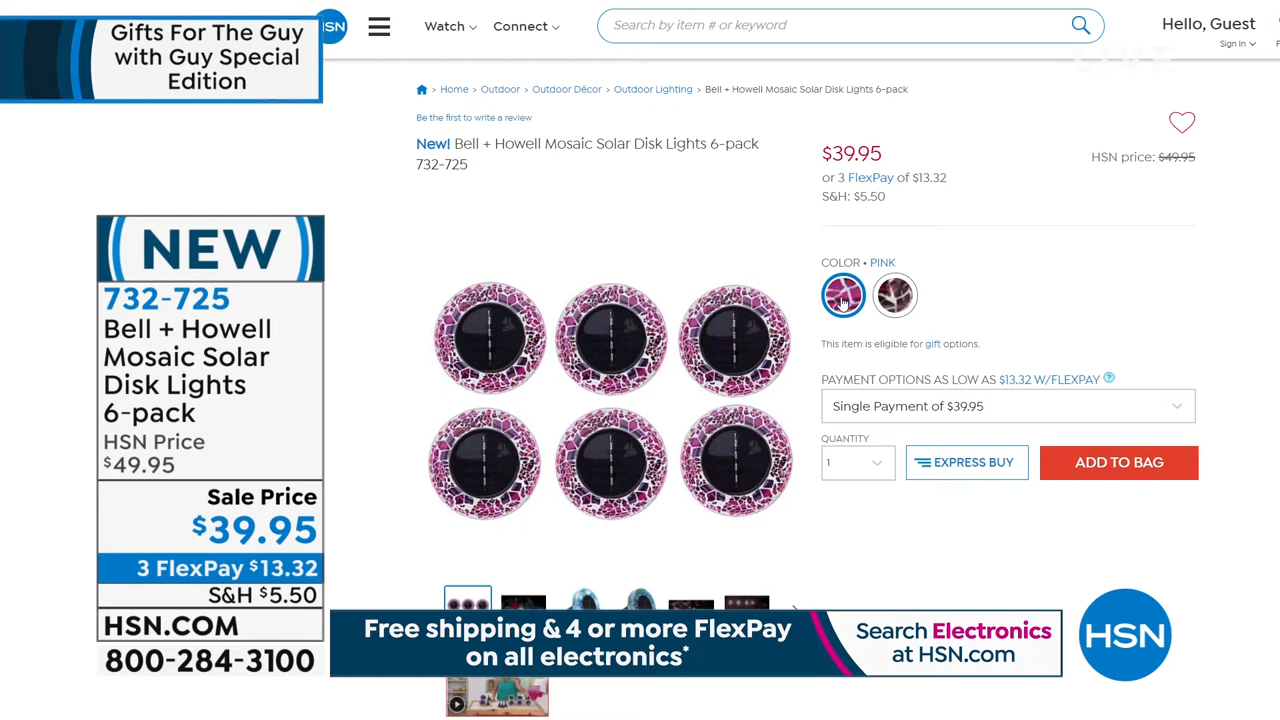 Gifts For The Guy
with Guy Special
Edition
HSN
Watch
Connect
Search by item # or keyword
Hello, Guest
Sign In
LIVE
Home > Outdoor > Outdoor Décor > Outdoor Lighting > Bell + Howell Mosaic Solar Disk Lights 6-pack
Be the first to write a review
New! Bell + Howell Mosaic Solar Disk Lights 6-pack
732-725
$39.95
HSN price: $49.95
or 3 FlexPay of $13.32
S&H: $5.50
COLOR • PINK
This item is eligible for gift options.
PAYMENT OPTIONS AS LOW AS $13.32 W/FLEXPAY ?
Single Payment of $39.95
QUANTITY
1
EXPRESS BUY
ADD TO BAG
NEW
732-725
Bell + Howell
Mosaic Solar
Disk Lights
6-pack
HSN Price
$49.95
Sale Price
$39.95
3 FlexPay $13.32
S&H $5.50
HSN.COM
800-284-3100
Free shipping & 4 or more FlexPay
on all electronics*
Search Electronics
at HSN.com
HSN